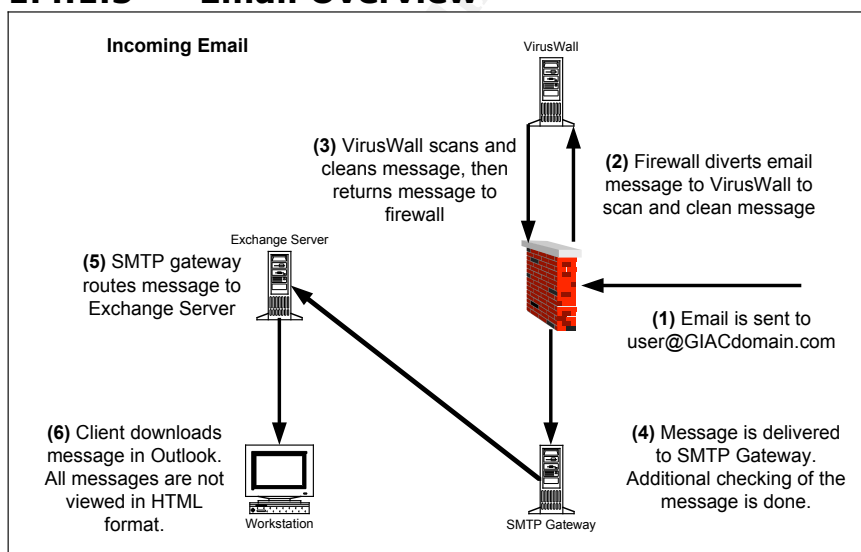 Email Overview
Incoming Email
VirusWall
(3) VirusWall scans and
cleans message, then
returns message to
firewall
(2) Firewall diverts email
message to VirusWall to
scan and clean message
Exchange Server
(5) SMTP gateway
routes message to
Exchange Server
(1) Email is sent to
user@GIACdomain.com
(6) Client downloads
message in Outlook.
All messages are not
viewed in HTML
format.
Workstation
(4) Message is delivered
to SMTP Gateway.
Additional checking of the
message is done.
SMTP Gateway